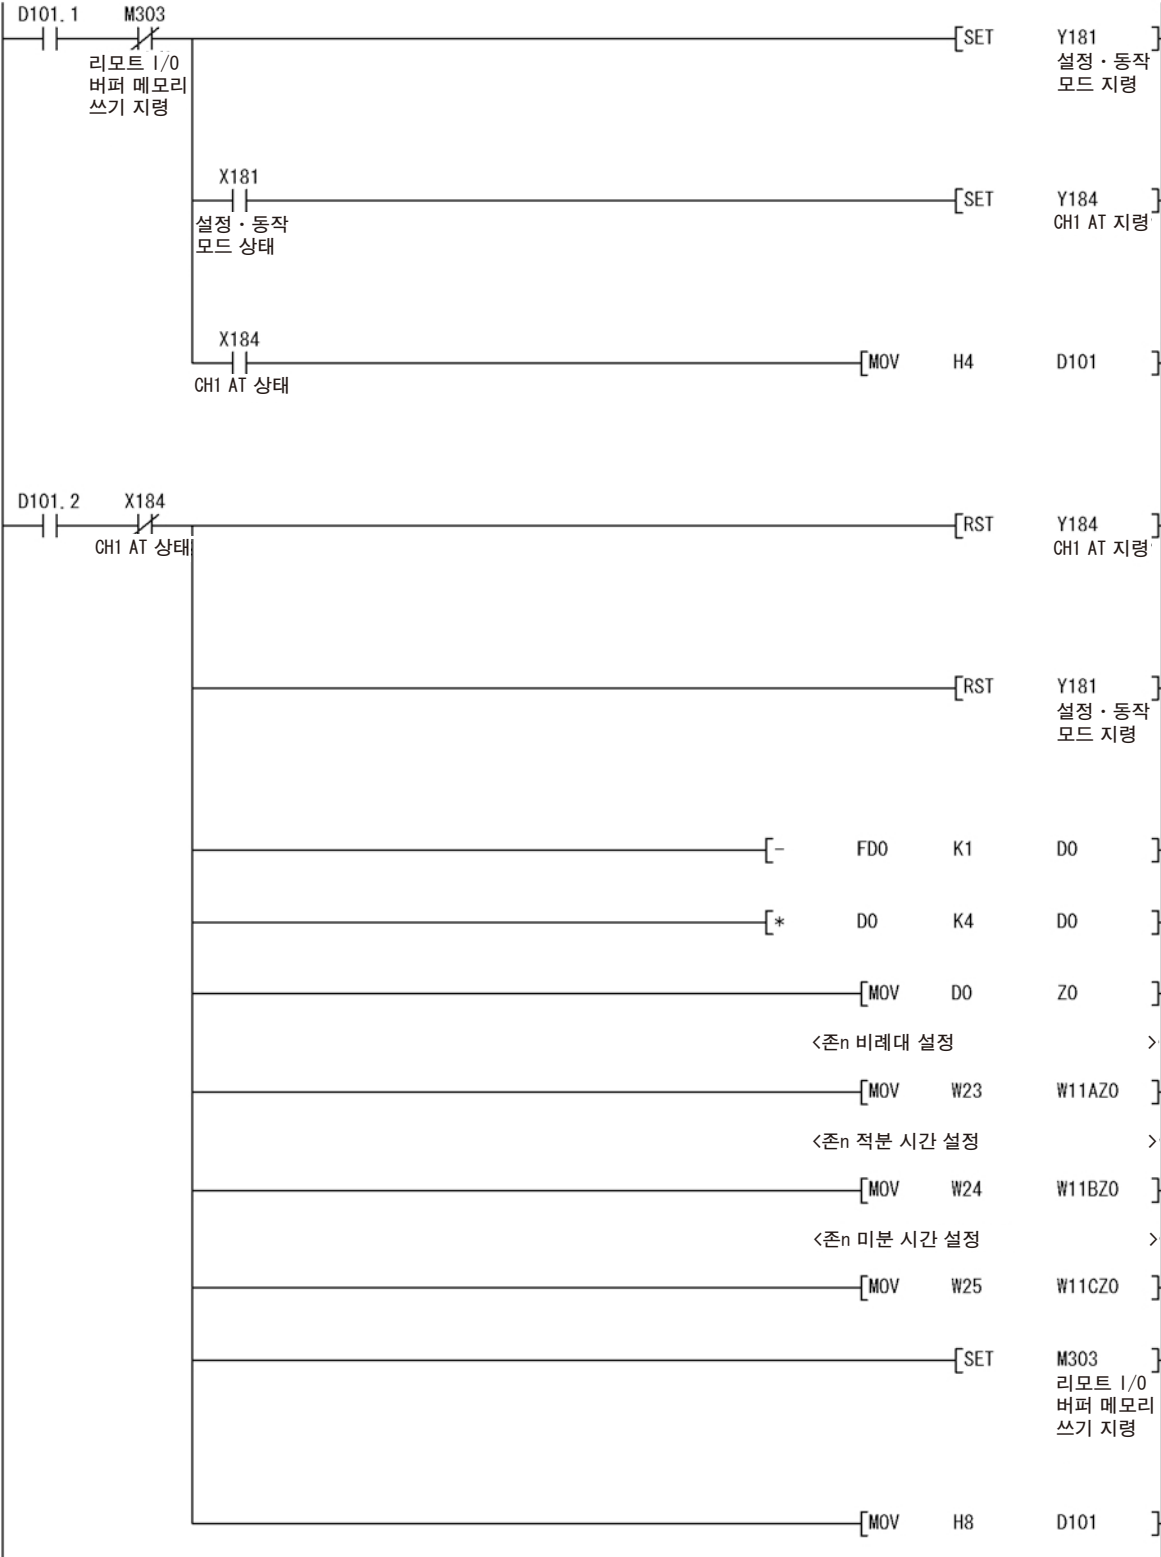 D101.1 M303 [SET Y181 ]
리모트 I/O
버퍼 메모리
쓰기 지령
설정・동작
모드 지령
X181 [SET Y184 ]
설정・동작
모드 상태
CH1 AT 지령
X184 [MOV H4 D101 ]
CH1 AT 상태
D101.2 X184 [RST Y184 ]
CH1 AT 상태 CH1 AT 지령
[RST Y181 ]
설정・동작
모드 지령
[- FD0 K1 D0 ]
[* D0 K4 D0 ]
[MOV D0 Z0 ]
<존n 비례대 설정 >
[MOV W23 W11AZ0 ]
<존n 적분 시간 설정 >
[MOV W24 W11BZ0 ]
<존n 미분 시간 설정 >
[MOV W25 W11CZ0 ]
[SET M303 ]
리모트 I/O
버퍼 메모리
쓰기 지령
[MOV H8 D101 ]